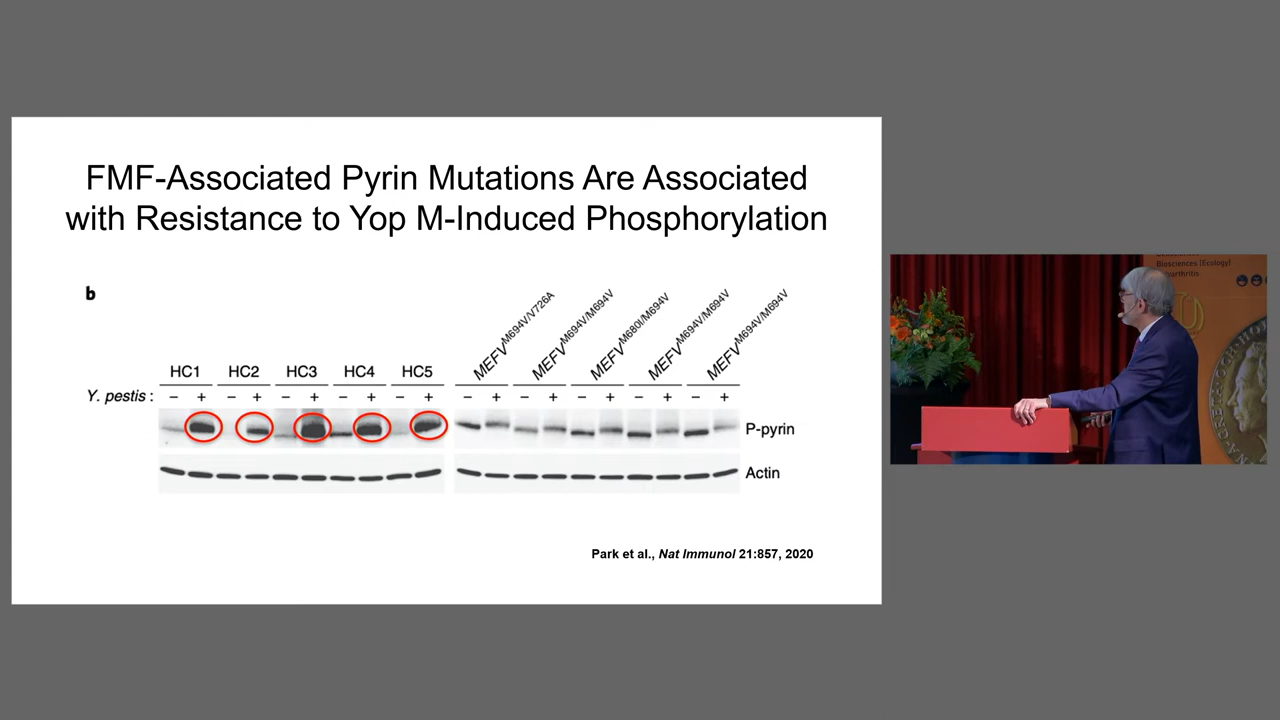 FMF-Associated Pyrin Mutations Are Associated
with Resistance to Yop M-Induced Phosphorylation
b
HC1 HC2 HC3 HC4 HC5 MEFV M694V/V726A MEFV M694V/M694V MEFV M680I/M694V MEFV M694V/M694V MEFV M694V/M694V
Y. pestis : – + – + – + – + – + – + – + – + – + – +
P-pyrin
Actin
Park et al., Nat Immunol 21:857, 2020
Biosciences (Ecology)